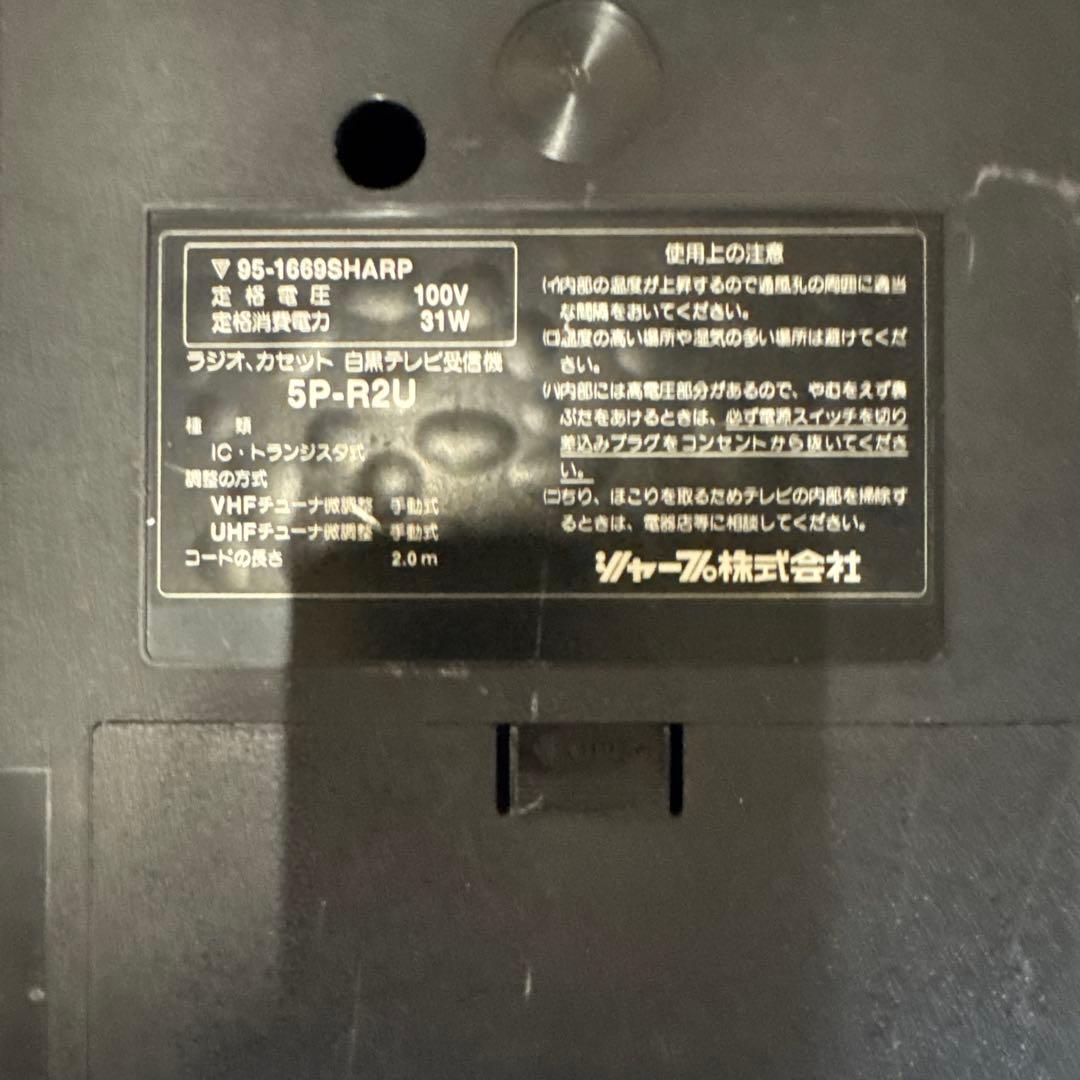 ▽ 95-1669SHARP
定格電圧 100V
定格消費電力 31W
ラジオ、カセット 白黒テレビ受信機
5P-R2U
種 類
IC・トランジスタ式
調整の方式
VHFチューナ微調整 手動式
UHFチューナ微調整 手動式
コードの長さ 2.0m
使用上の注意
(イ)内部の温度が上昇するので通風孔の周囲に適当
な間隔をおいてください。
(ロ)温度の高い場所や湿気の多い場所は避けてくだ
さい。
(ハ)内部には高電圧部分があるので、やむをえず裏
ぶたをあけるときは、必ず電源スイッチを切り
差込みプラグをコンセントから抜いてくださ
い。
(ニ)ちり、ほこりを取るためテレビの内部を掃除す
るときは、電器店等に相談してください。
シャープ株式会社